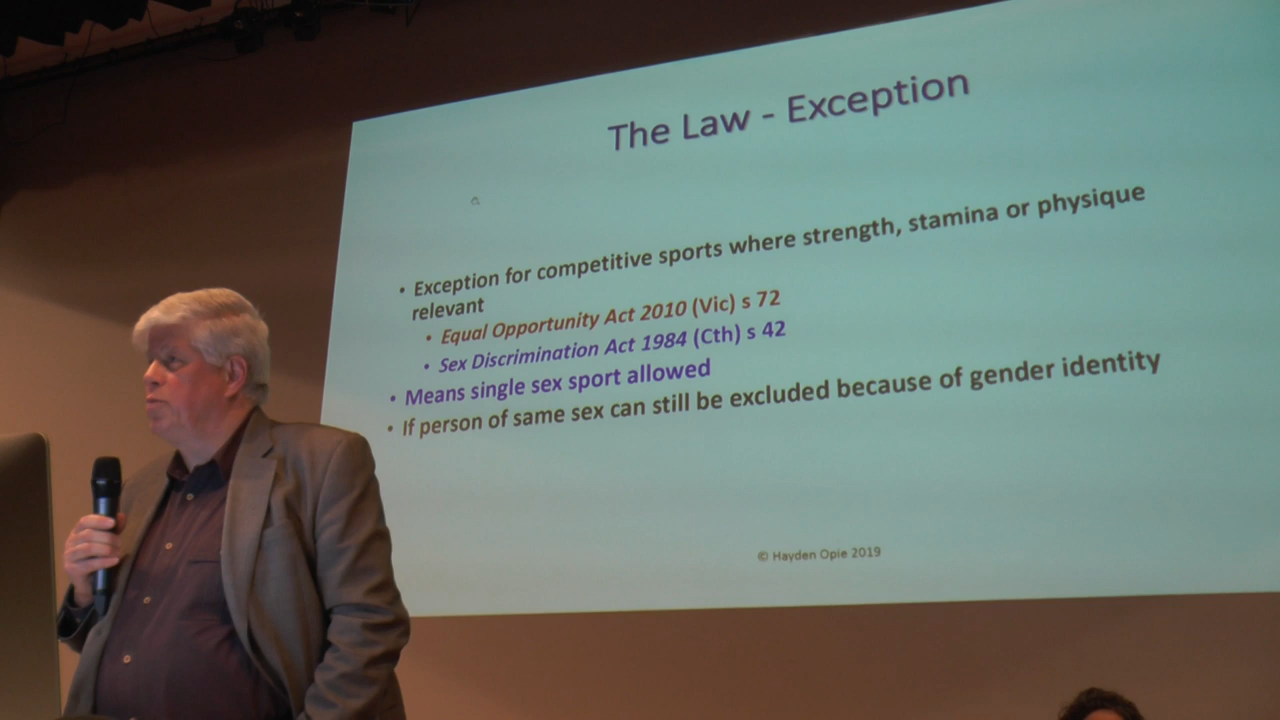 The Law - Exception
• Exception for competitive sports where strength, stamina or physique
relevant
• Equal Opportunity Act 2010 (Vic) s 72
• Sex Discrimination Act 1984 (Cth) s 42
• Means single sex sport allowed
• If person of same sex can still be excluded because of gender identity
© Hayden Opie 2019